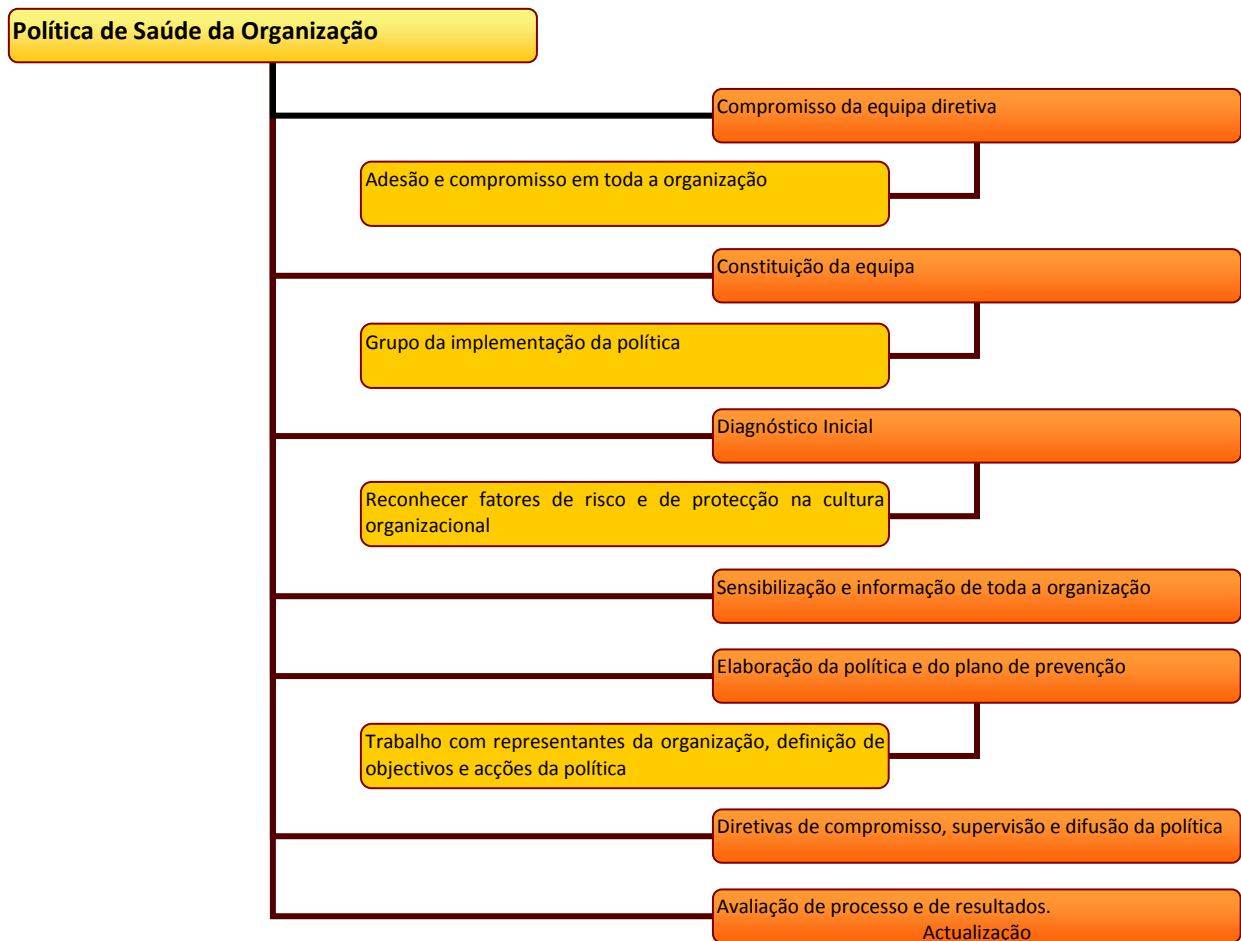 Política de Saúde da Organização
Compromisso da equipa diretiva
Adesão e compromisso em toda a organização
Constituição da equipa
Grupo da implementação da política
Diagnóstico Inicial
Reconhecer fatores de risco e de protecção na cultura
organizacional
Sensibilização e informação de toda a organização
Elaboração da política e do plano de prevenção
Trabalho com representantes da organização, definição de
objectivos e acções da política
Diretivas de compromisso, supervisão e difusão da política
Avaliação de processo e de resultados.
Actualização